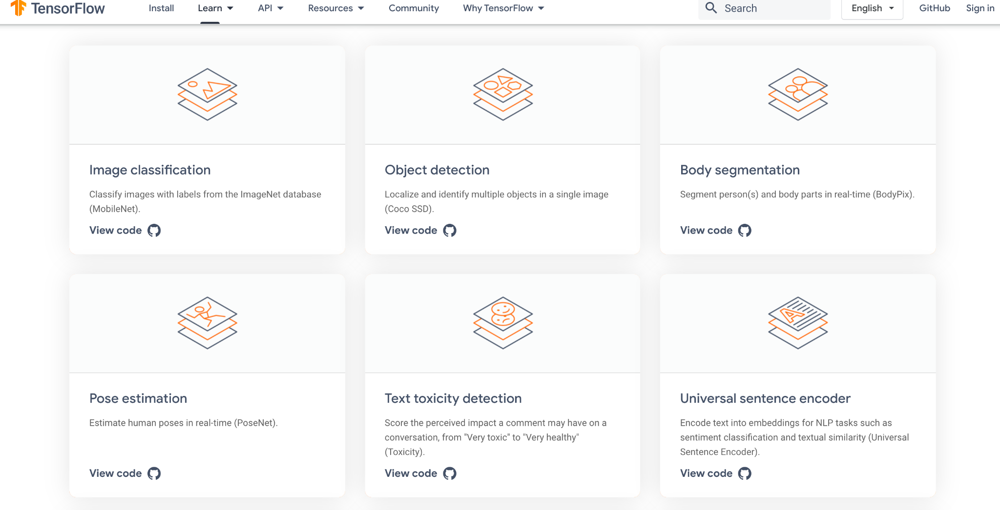 TensorFlow Install Learn API Resources Community Why TensorFlow Search English GitHub Sign in
Image classification
Classify images with labels from the ImageNet database
(MobileNet).
View code
Object detection
Localize and identify multiple objects in a single image
(Coco SSD).
View code
Body segmentation
Segment person(s) and body parts in real-time (BodyPix).
View code
Pose estimation
Estimate human poses in real-time (PoseNet).
View code
Text toxicity detection
Score the perceived impact a comment may have on a
conversation, from "Very toxic" to "Very healthy"
(Toxicity).
View code
Universal sentence encoder
Encode text into embeddings for NLP tasks such as
sentiment classification and textual similarity (Universal
Sentence Encoder).
View code